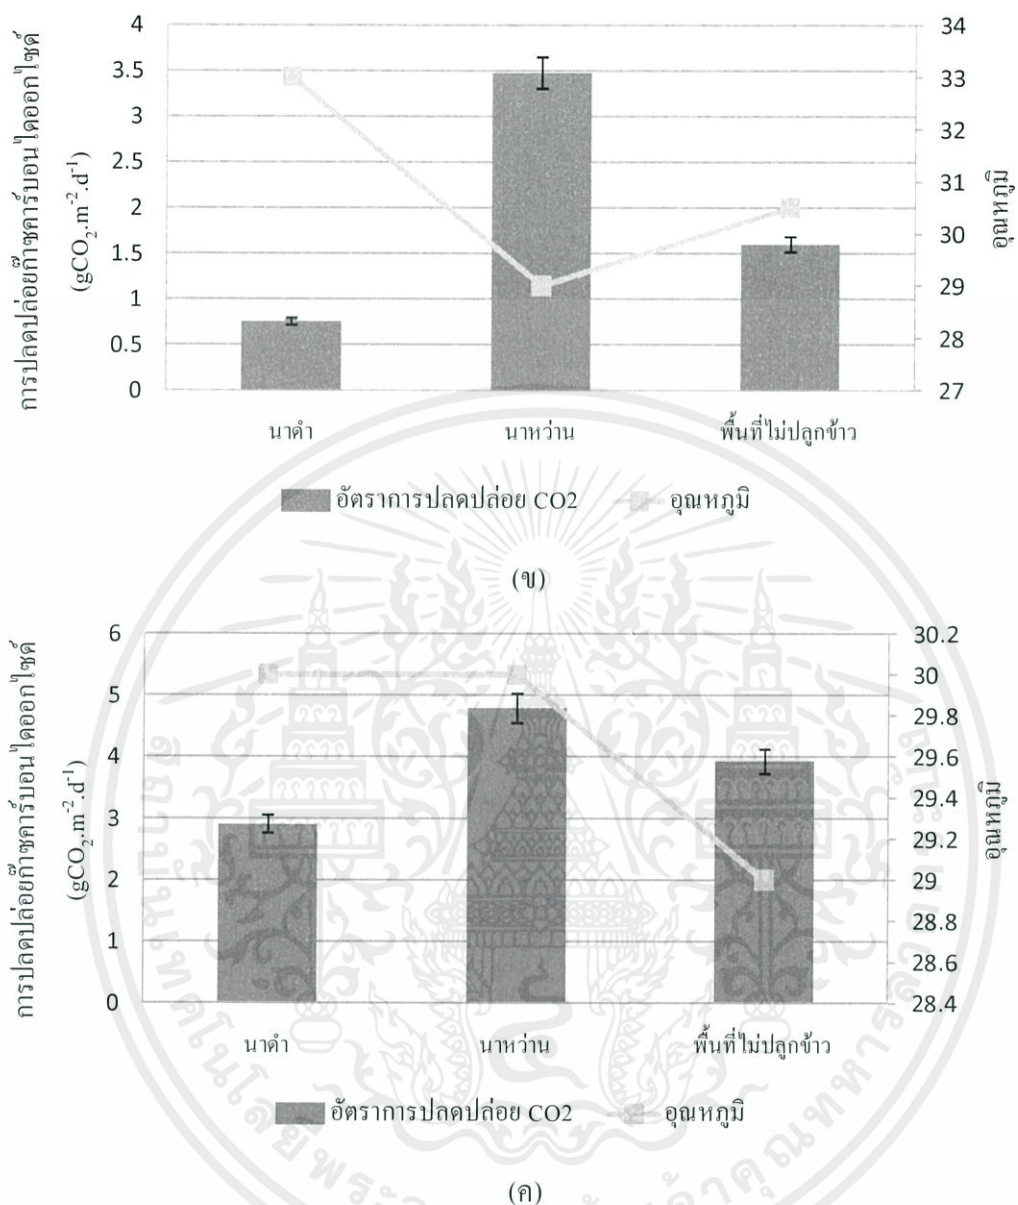 การปลดปล่อยก๊าซคาร์บอนไดออกไซด์
(gCO₂.m⁻².d⁻¹)
4
3.5
3
2.5
2
1.5
1
0.5
0
34
33
32
31
30
29
28
27
อุณหภูมิ
นาดำ นาหว่าน พื้นที่ไม่ปลูกข้าว
อัตราการปลดปล่อย CO2 อุณหภูมิ
(ข)
การปลดปล่อยก๊าซคาร์บอนไดออกไซด์
(gCO₂.m⁻².d⁻¹)
6
5
4
3
2
1
0
30.2
30
29.8
29.6
29.4
29.2
29
28.8
28.6
28.4
อุณหภูมิ
นาดำ นาหว่าน พื้นที่ไม่ปลูกข้าว
อัตราการปลดปล่อย CO2 อุณหภูมิ
(ค)